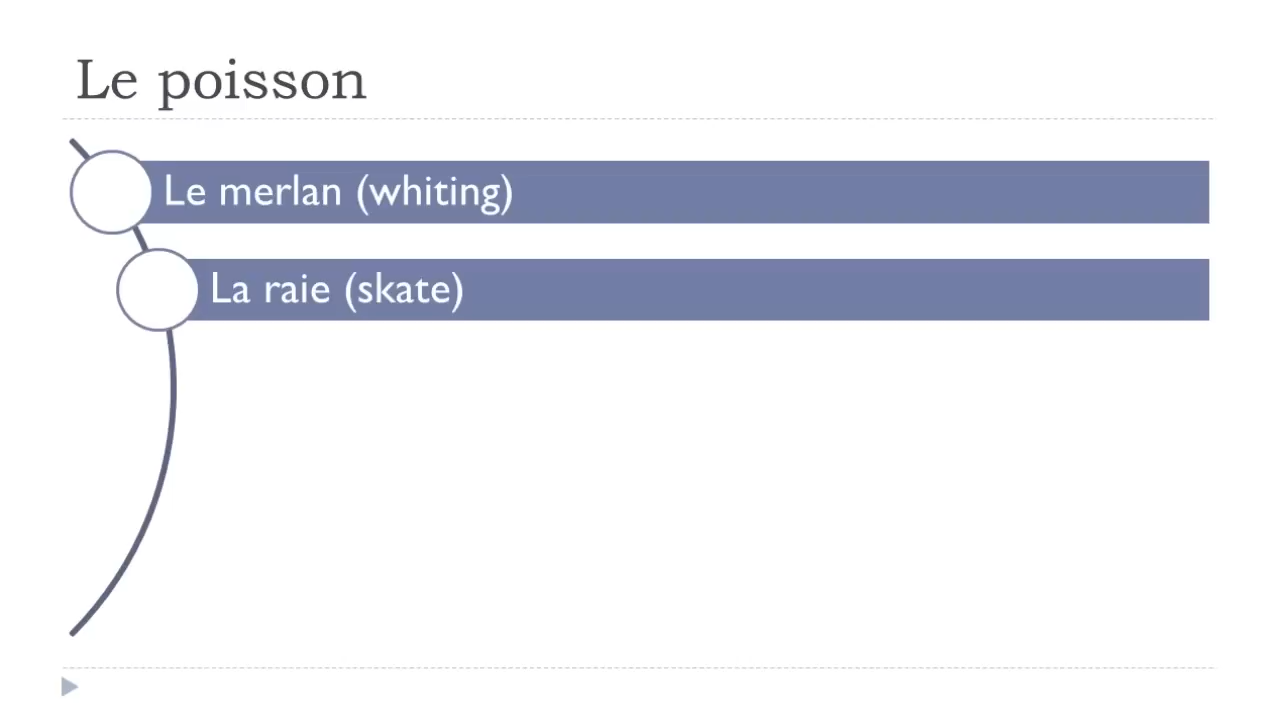 Le poisson
Le merlan (whiting)
La raie (skate)